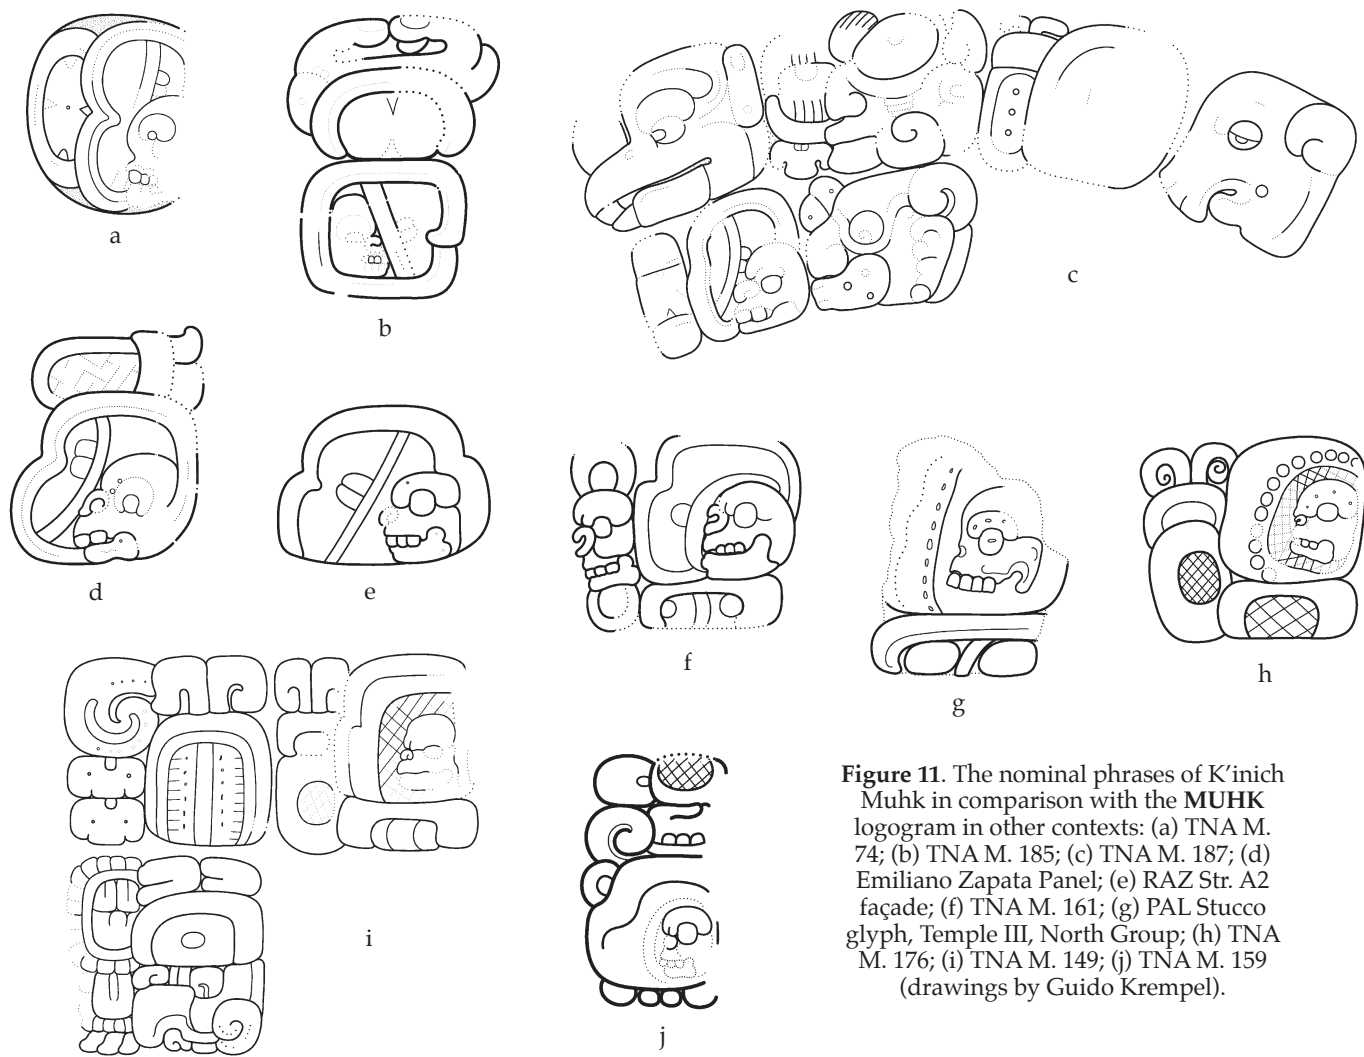 a
b
c
d
e
f
g
h
i
j
Figure 11. The nominal phrases of K’inich
Muhk in comparison with the MUHK
logogram in other contexts: (a) TNA M.
74; (b) TNA M. 185; (c) TNA M. 187; (d)
Emiliano Zapata Panel; (e) RAZ Str. A2
façade; (f) TNA M. 161; (g) PAL Stucco
glyph, Temple III, North Group; (h) TNA
M. 176; (i) TNA M. 149; (j) TNA M. 159
(drawings by Guido Krempel).